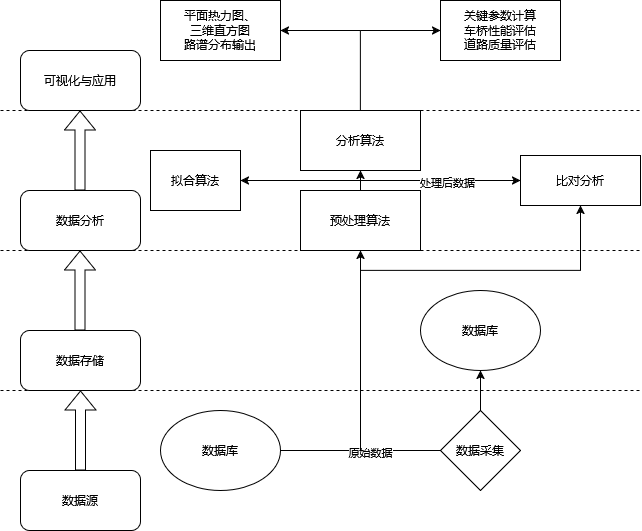 平面热力图、
三维直方图
路谱分布输出
关键参数计算
车桥性能评估
道路质量评估
可视化与应用
分析算法
拟合算法
处理后数据
比对分析
数据分析
预处理算法
数据库
数据存储
数据库
原始数据
数据采集
数据源